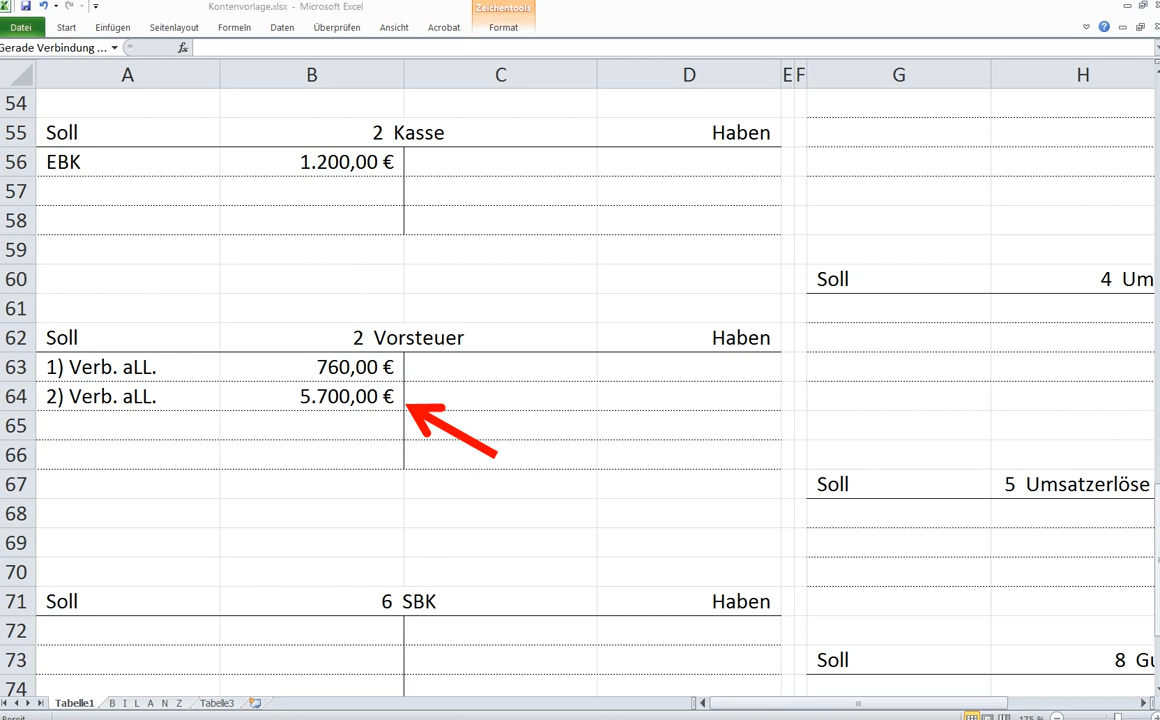 Kontenvorlage.xlsx - Microsoft Excel
Zeichentools
Datei Start Einfügen Seitenlayout Formeln Daten Überprüfen Ansicht Acrobat Format
Gerade Verbindung ... fx
A B C D E F G H
54
55 Soll 2 Kasse Haben
56 EBK 1.200,00 €
57
58
59
60 Soll 4 Um
61
62 Soll 2 Vorsteuer Haben
63 1) Verb. aLL. 760,00 €
64 2) Verb. aLL. 5.700,00 €
65
66
67 Soll 5 Umsatzerlöse
68
69
70
71 Soll 6 SBK Haben
72
73 Soll 8 Gu
74
Tabelle1 B I L A N Z Tabelle3
Bereit 175 %